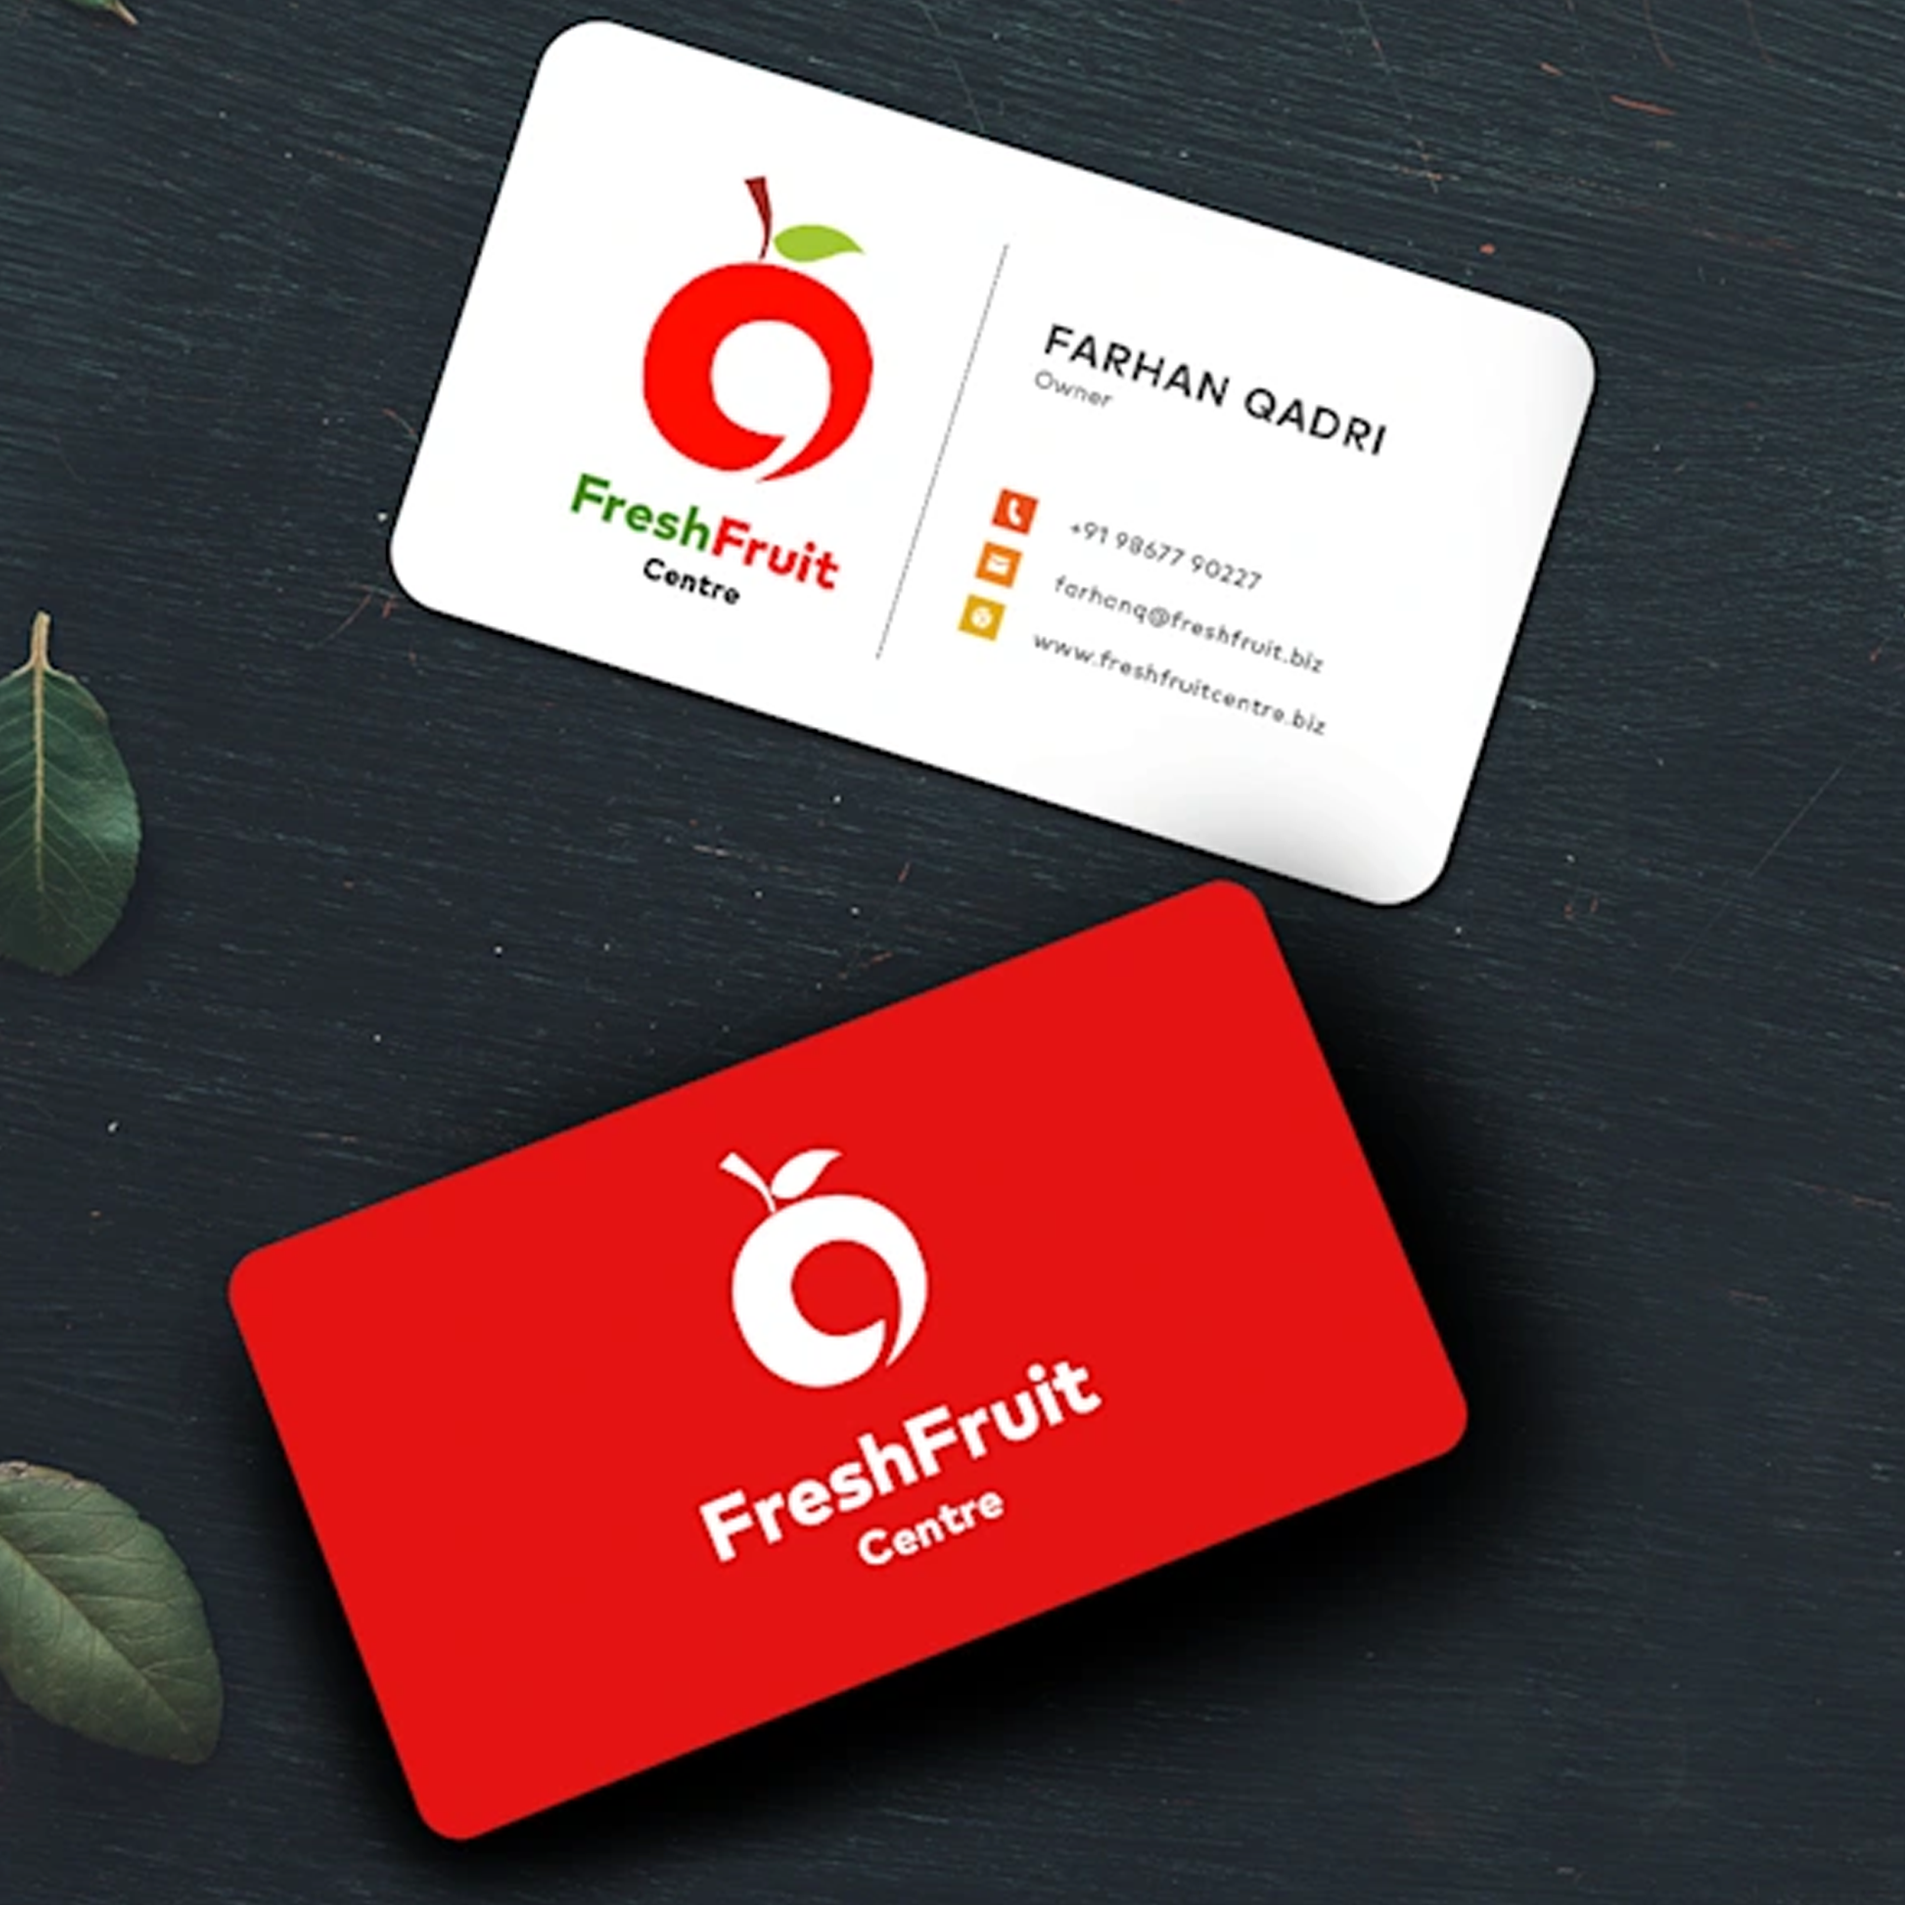 FreshFruit
Centre
FARHAN QADRI
Owner
+91 98677 90227
farhanq@freshfruit.biz
www.freshfruitcentre.biz
FreshFruit
Centre